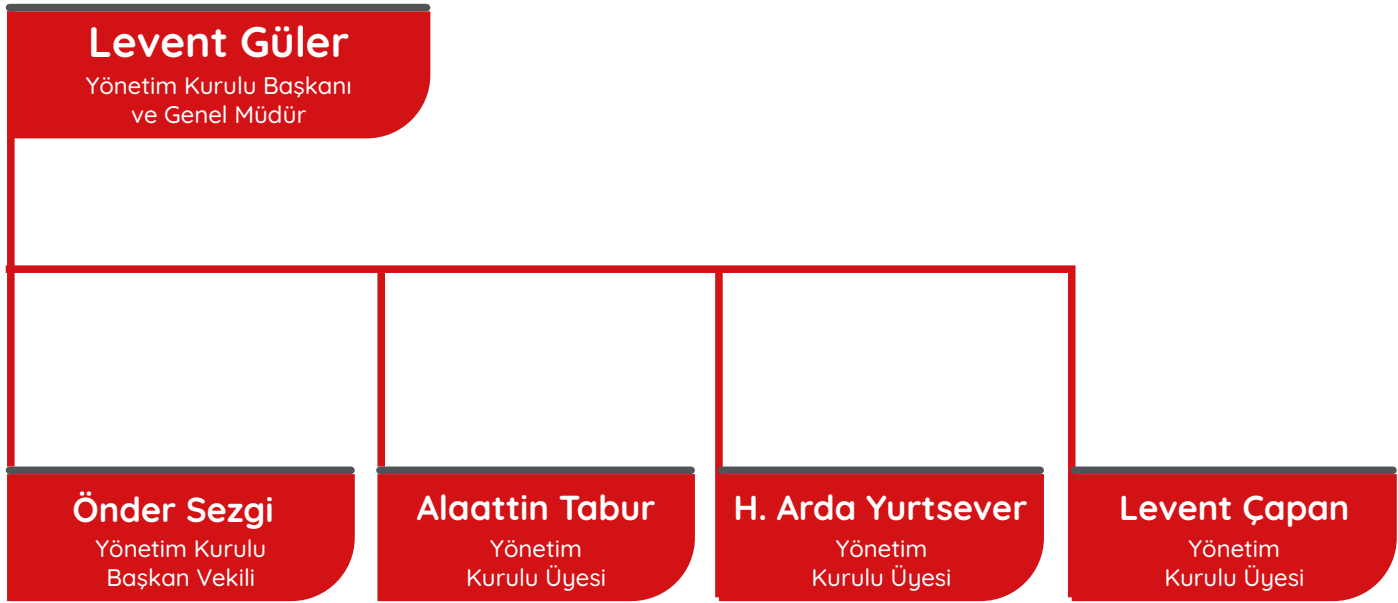 Levent Güler
Yönetim Kurulu Başkanı
ve Genel Müdür
Önder Sezgi
Yönetim Kurulu
Başkan Vekili
Alaattin Tabur
Yönetim
Kurulu Üyesi
H. Arda Yurtsever
Yönetim
Kurulu Üyesi
Levent Çapan
Yönetim
Kurulu Üyesi